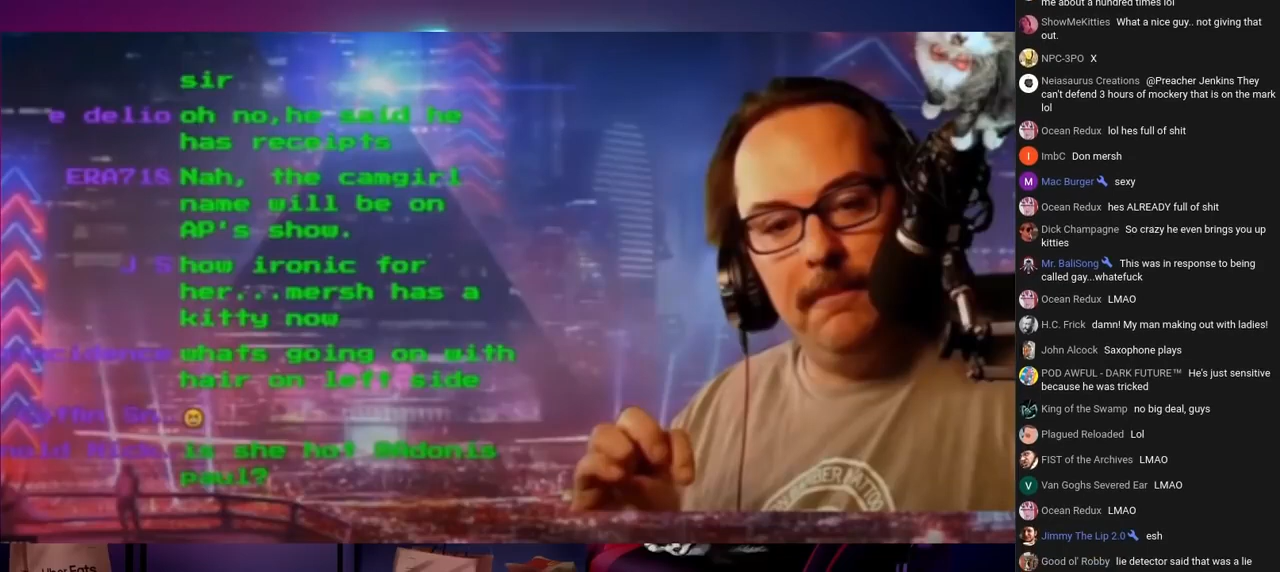 sir
e delio oh no,he said he
has receipts
ERA718 Nah, the camgirl
name will be on
AP's show.
J S how ironic for
her...mersh has a
kitty now
whats going on with
hair on left side
is she hot @Adonis
paul?
Uber Eats
me about a hundred times lol
ShowMeKitties What a nice guy.. not giving that
out.
NPC-3PO X
Neiasaurus Creations @Preacher Jenkins They
can't defend 3 hours of mockery that is on the mark
lol
Ocean Redux lol hes full of shit
I ImbC Don mersh
M Mac Burger sexy
Ocean Redux hes ALREADY full of shit
Dick Champagne So crazy he even brings you up
kitties
Mr. BaliSong This was in response to being
called gay...whatefuck
Ocean Redux LMAO
H.C. Frick damn! My man making out with ladies!
John Alcock Saxophone plays
POD AWFUL - DARK FUTURE™ He's just sensitive
because he was tricked
King of the Swamp no big deal, guys
Plagued Reloaded Lol
FIST of the Archives LMAO
V Van Goghs Severed Ear LMAO
Ocean Redux LMAO
Jimmy The Lip 2.0 esh
Good ol' Robby lie detector said that was a lie